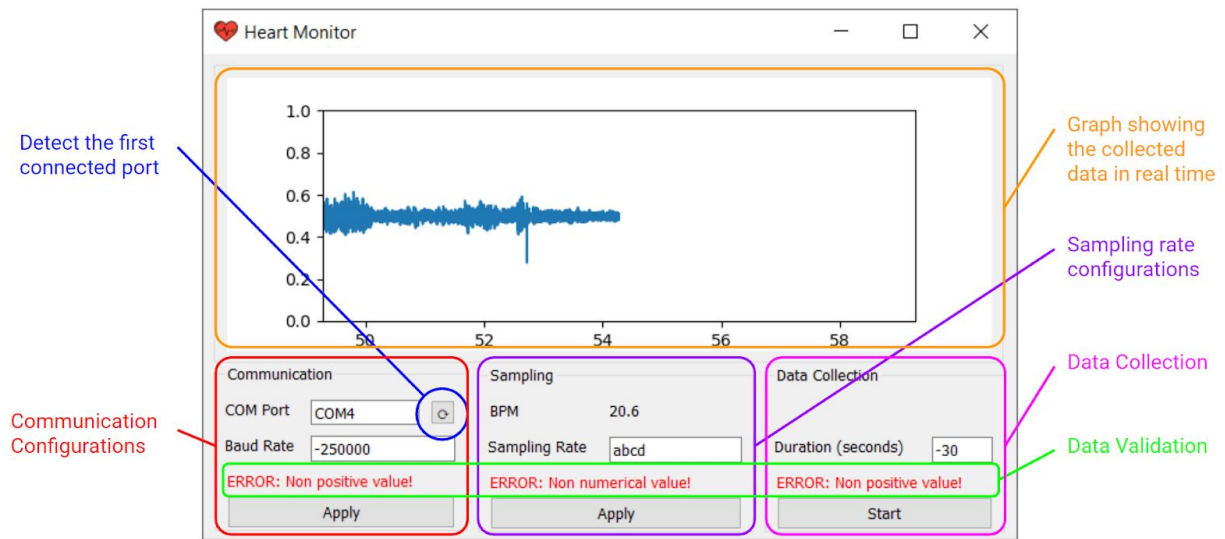 Heart Monitor
Detect the first
connected port
1.0
0.8
0.6
0.4
0.2
0.0
50
52
54
56
58
Graph showing
the collected
data in real time
Sampling rate
configurations
Data Collection
Data Validation
Communication
Configurations
Communication
COM Port
COM4
Baud Rate
-250000
ERROR: Non positive value!
Apply
Sampling
BPM
20.6
Sampling Rate
abcd
ERROR: Non numerical value!
Apply
Data Collection
Duration (seconds)
-30
ERROR: Non positive value!
Start